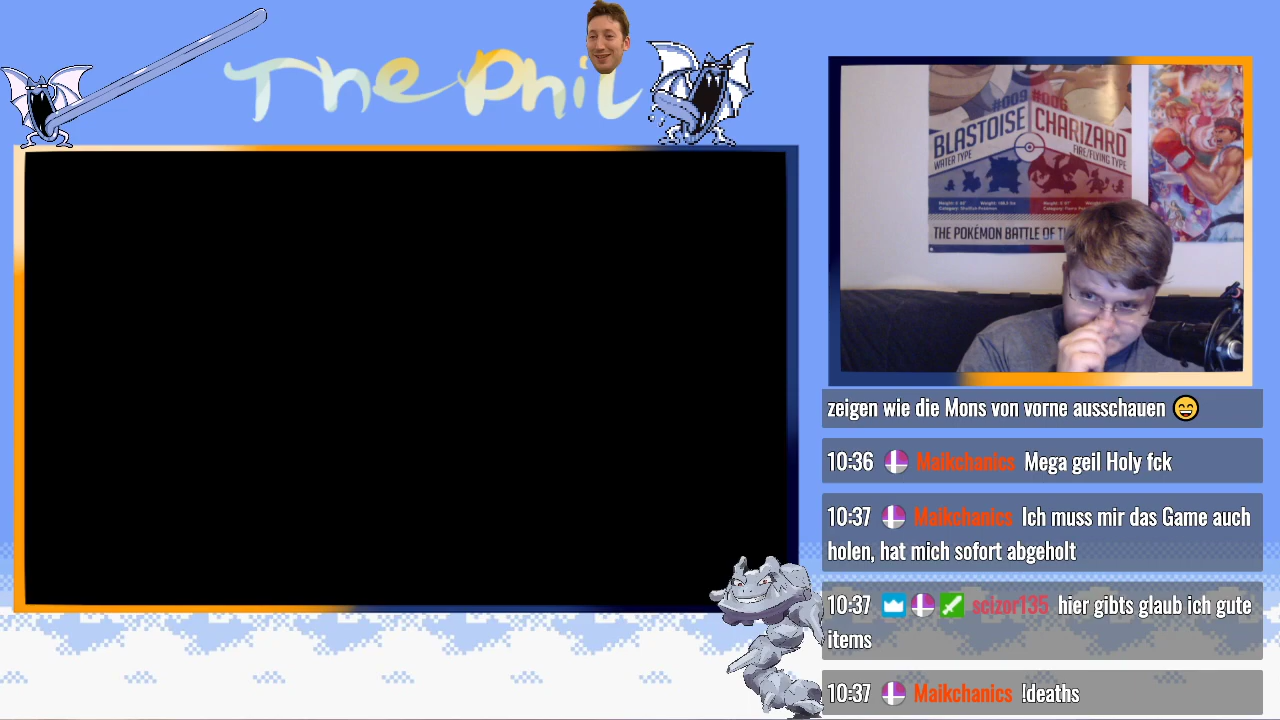 The Phil
#009 #006
BLASTOISE CHARIZARD
WATER TYPE FIRE/FLYING TYPE
THE POKÉMON BATTLE OF
zeigen wie die Mons von vorne ausschauen 😄
10:36 Maikchanics Mega geil Holy fck
10:37 Maikchanics Ich muss mir das Game auch
holen, hat mich sofort abgeholt
10:37 scizor135 hier gibts glaub ich gute
items
10:37 Maikchanics !deaths